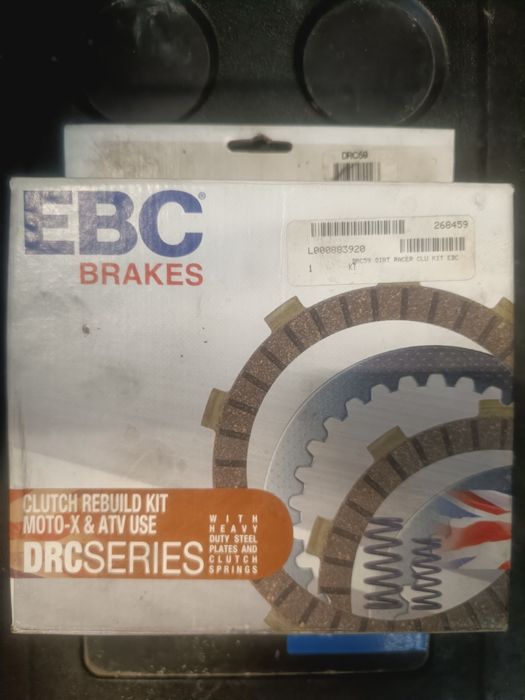 DRC59
EBC®
BRAKES
268459
L000883920
DRC59 DIRT RACER CLU KIT EBC
1 KT
CLUTCH REBUILD KIT
MOTO-X & ATV USE
DRCSERIES
WITH
HEAVY
DUTY STEEL
PLATES AND
CLUTCH
SPRINGS